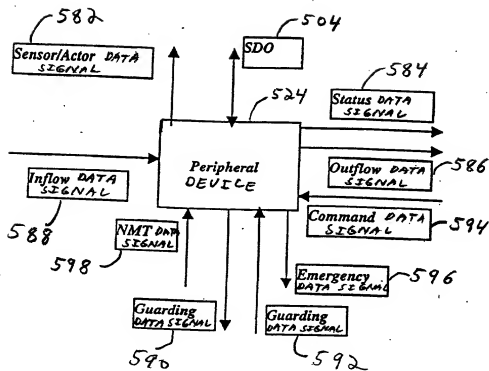 582
504
Sensor/Actor DATA
SIGNAL
SDO
584
524
Status DATA
SIGNAL
Peripheral
DEVICE
Outflow DATA
SIGNAL
586
Inflow DATA
SIGNAL
Command DATA
SIGNAL
594
588
NMT DATA
SIGNAL
598
Emergency
DATA SIGNAL
596
Guarding
DATA SIGNAL
Guarding
DATA SIGNAL
590
592